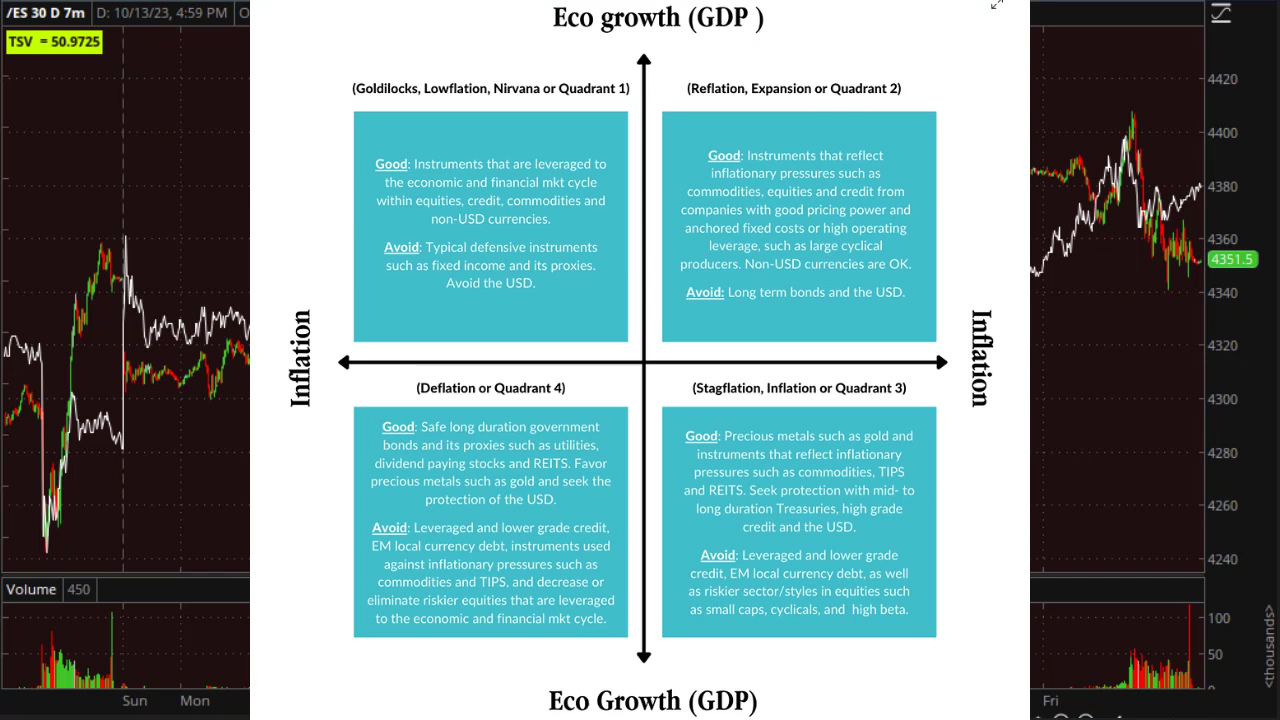 /ES 30 D 7m
D: 10/13/23, 4:59 PM
TSV = 50.9725
Eco growth (GDP )
(Goldilocks, Lowflation, Nirvana or Quadrant 1)
Good: Instruments that are leveraged to
the economic and financial mkt cycle
within equities, credit, commodities and
non-USD currencies.
Avoid: Typical defensive instruments
such as fixed income and its proxies.
Avoid the USD.
(Reflation, Expansion or Quadrant 2)
Good: Instruments that reflect
inflationary pressures such as
commodities, equities and credit from
companies with good pricing power and
anchored fixed costs or high operating
leverage, such as large cyclical
producers. Non-USD currencies are OK.
Avoid: Long term bonds and the USD.
Inflation
Inflation
(Deflation or Quadrant 4)
Good: Safe long duration government
bonds and its proxies such as utilities,
dividend paying stocks and REITS. Favor
precious metals such as gold and seek the
protection of the USD.
Avoid: Leveraged and lower grade credit,
EM local currency debt, instruments used
against inflationary pressures such as
commodities and TIPS, and decrease or
eliminate riskier equities that are leveraged
to the economic and financial mkt cycle.
(Stagflation, Inflation or Quadrant 3)
Good: Precious metals such as gold and
instruments that reflect inflationary
pressures such as commodities, TIPS
and REITS. Seek protection with mid- to
long duration Treasuries, high grade
credit and the USD.
Avoid: Leveraged and lower grade
credit, EM local currency debt, as well
as riskier sector/styles in equities such
as small caps, cyclicals, and high beta.
Eco Growth (GDP)
4420
4400
4380
4360
4351.5
4340
4320
4300
4280
4260
4240
Volume
450
100
50
0
<thousands>
Sun
Mon
Fri